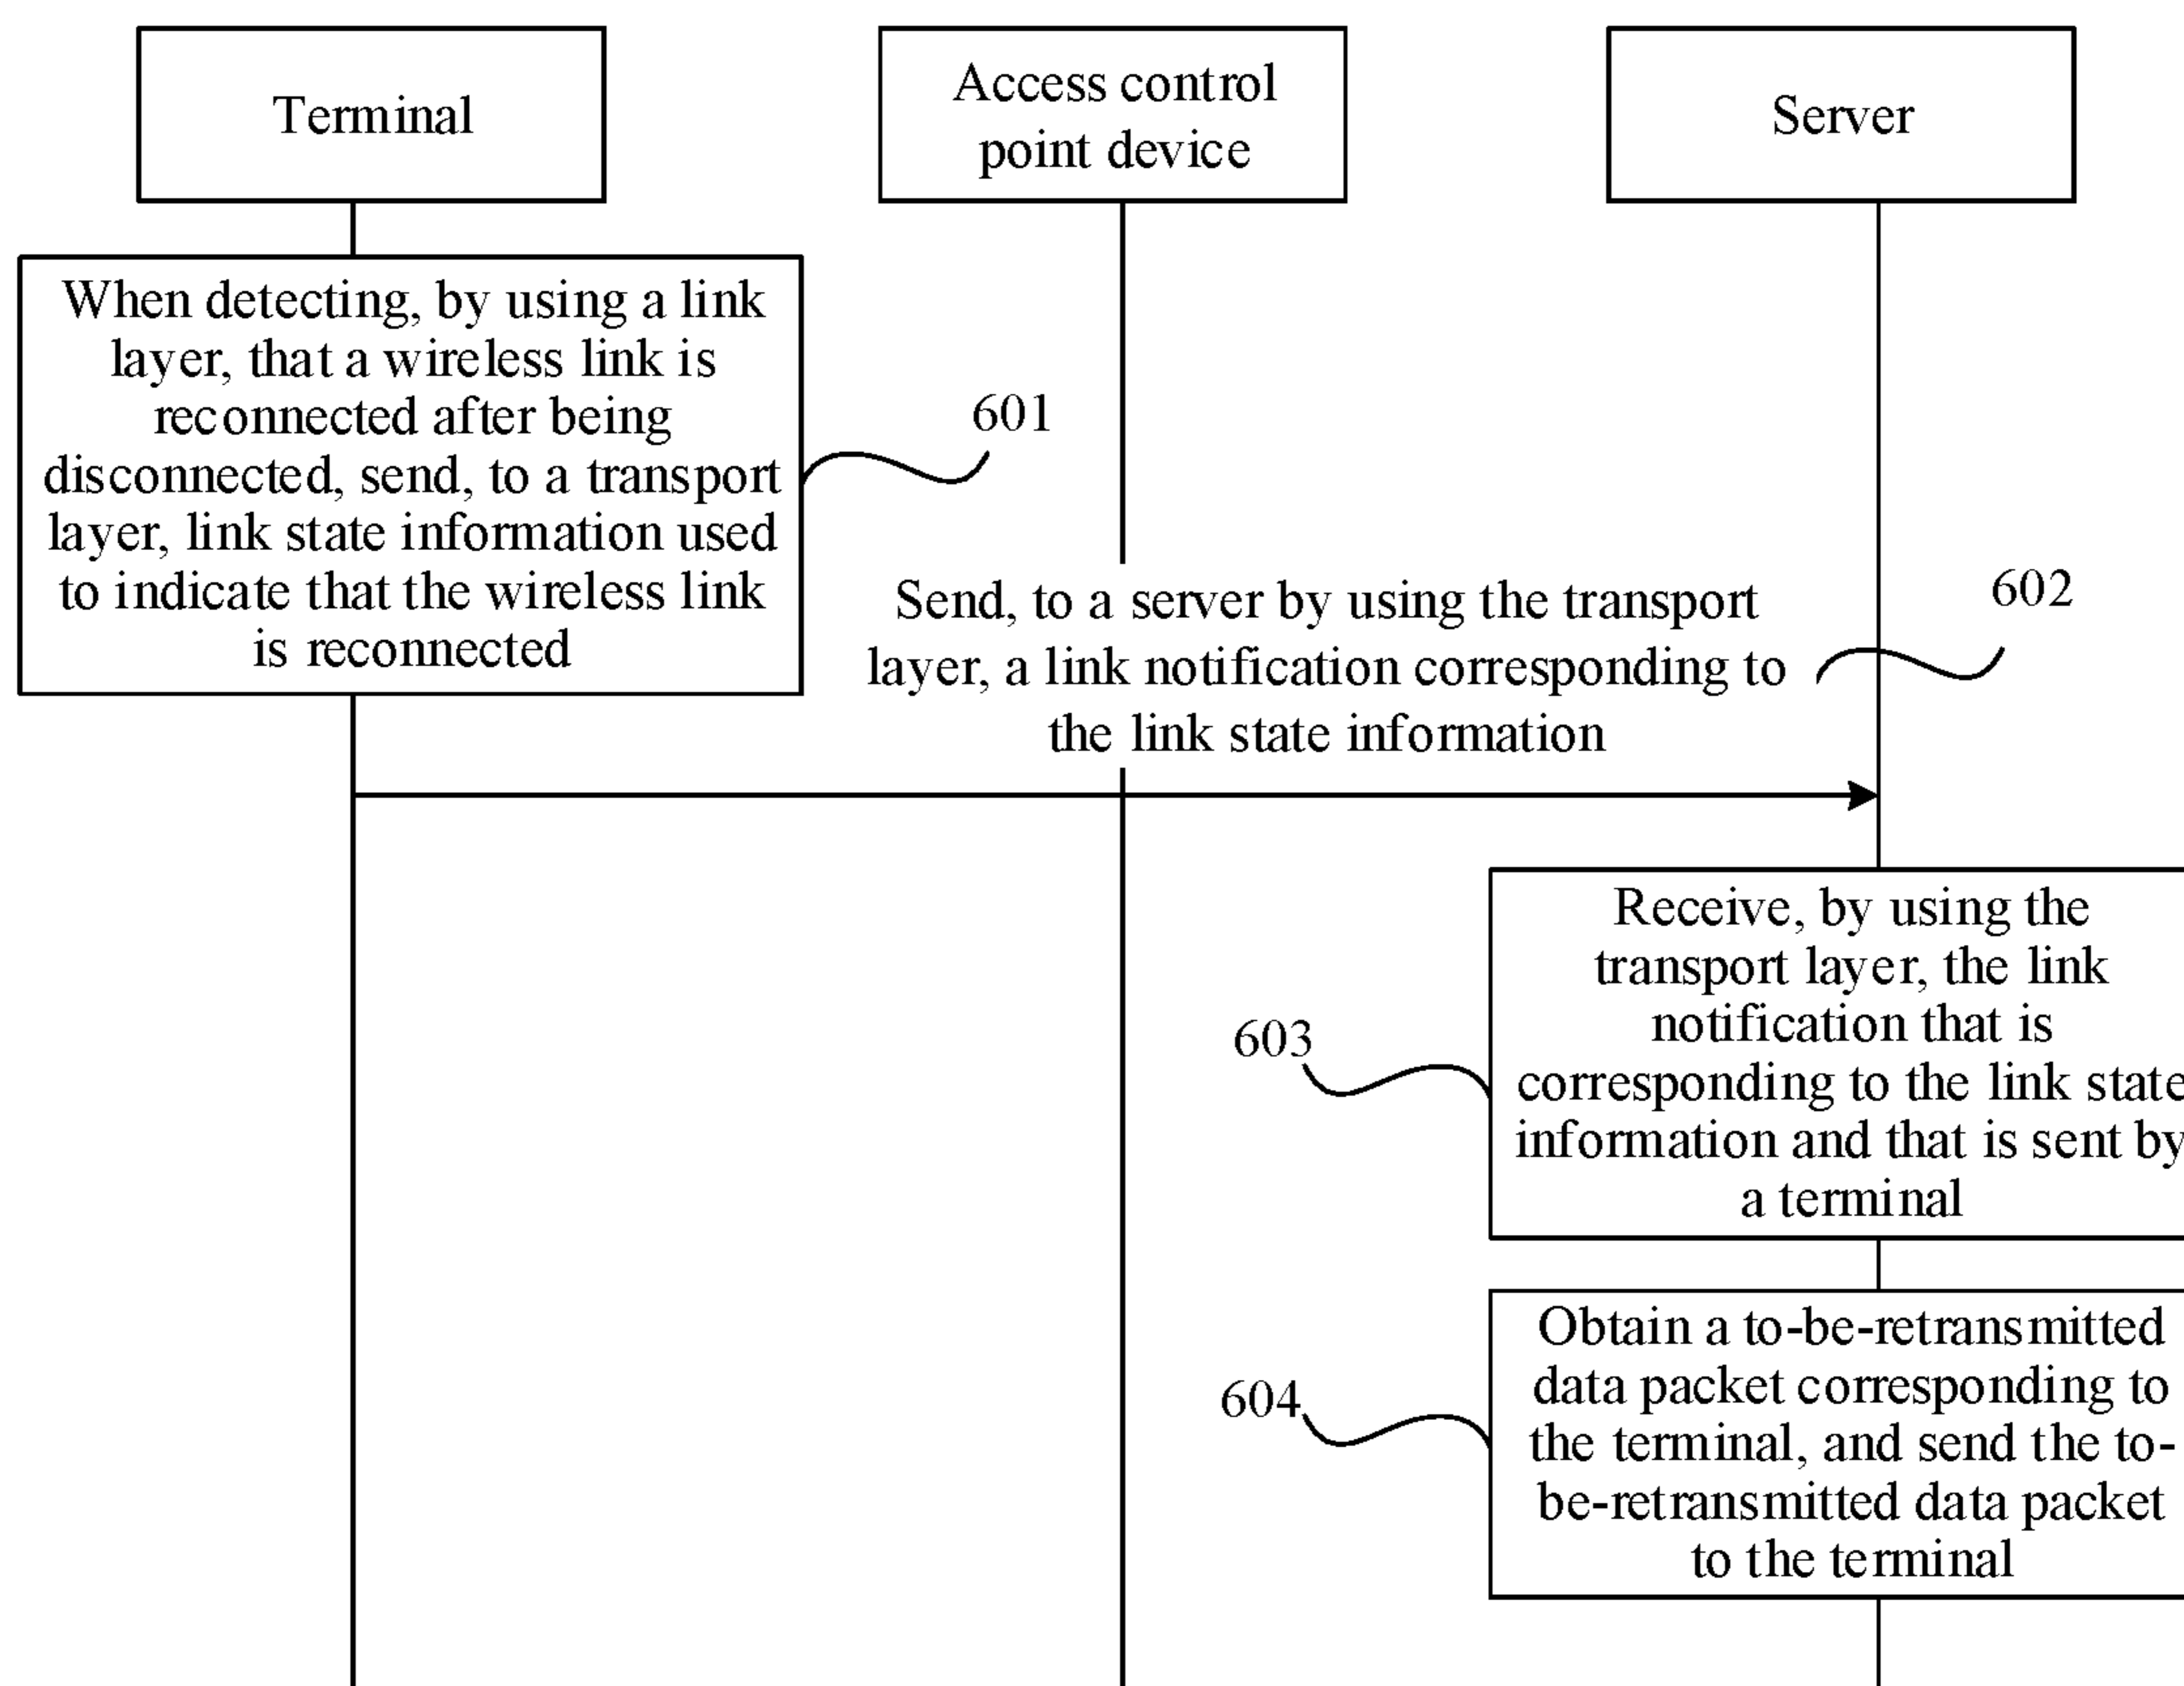 Terminal
Access control
point device
Server
When detecting, by using a link
layer, that a wireless link is
reconnected after being
disconnected, send, to a transport
layer, link state information used
to indicate that the wireless link
is reconnected
601
Send, to a server by using the transport
layer, a link notification corresponding to
the link state information
602
Receive, by using the
transport layer, the link
notification that is
corresponding to the link state
information and that is sent by
a terminal
603
Obtain a to-be-retransmitted
data packet corresponding to
the terminal, and send the to-
be-retransmitted data packet
to the terminal
604